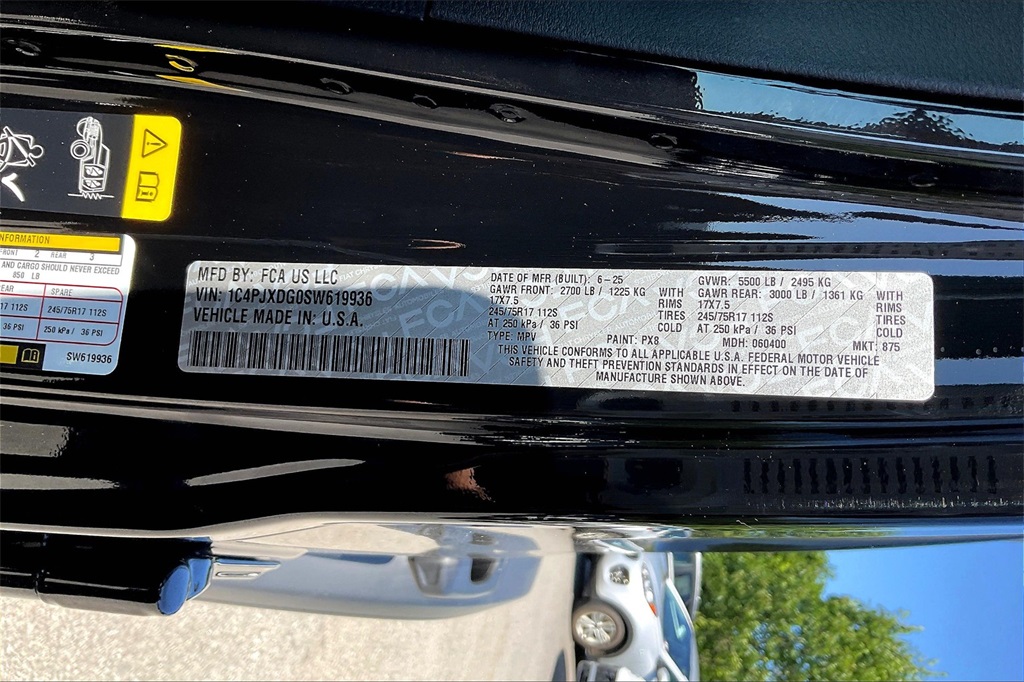 NFORMATION
FRONT 2 REAR 3
AND CARGO SHOULD NEVER EXCEED
850 LB
SPARE
17 112S 245/75R17 112S
36 PSI 250 kPa / 36 PSI
SW619936
MFD BY: FCA US LLC
VIN: 1C4PJXDG0SW619936
VEHICLE MADE IN: U.S.A.
DATE OF MFR (BUILT): 6-25 GVWR: 5500 LB / 2495 KG
GAWR FRONT: 2700 LB/ 1225 KG WITH GAWR REAR: 3000 LB / 1361 KG WITH
17X7.5 RIMS 17X7.5 RIMS
245/75R17 112S TIRES 245/75R17 112S TIRES
AT 250 kPa/ 36 PSI COLD AT 250 kPa / 36 PSI COLD
TYPE: MPV PAINT: PX8 MDH: 060400 MKT: 875
THIS VEHICLE CONFORMS TO ALL APPLICABLE U.S.A. FEDERAL MOTOR VEHICLE
SAFETY AND THEFT PREVENTION STANDARDS IN EFFECT ON THE DATE OF
MANUFACTURE SHOWN ABOVE.